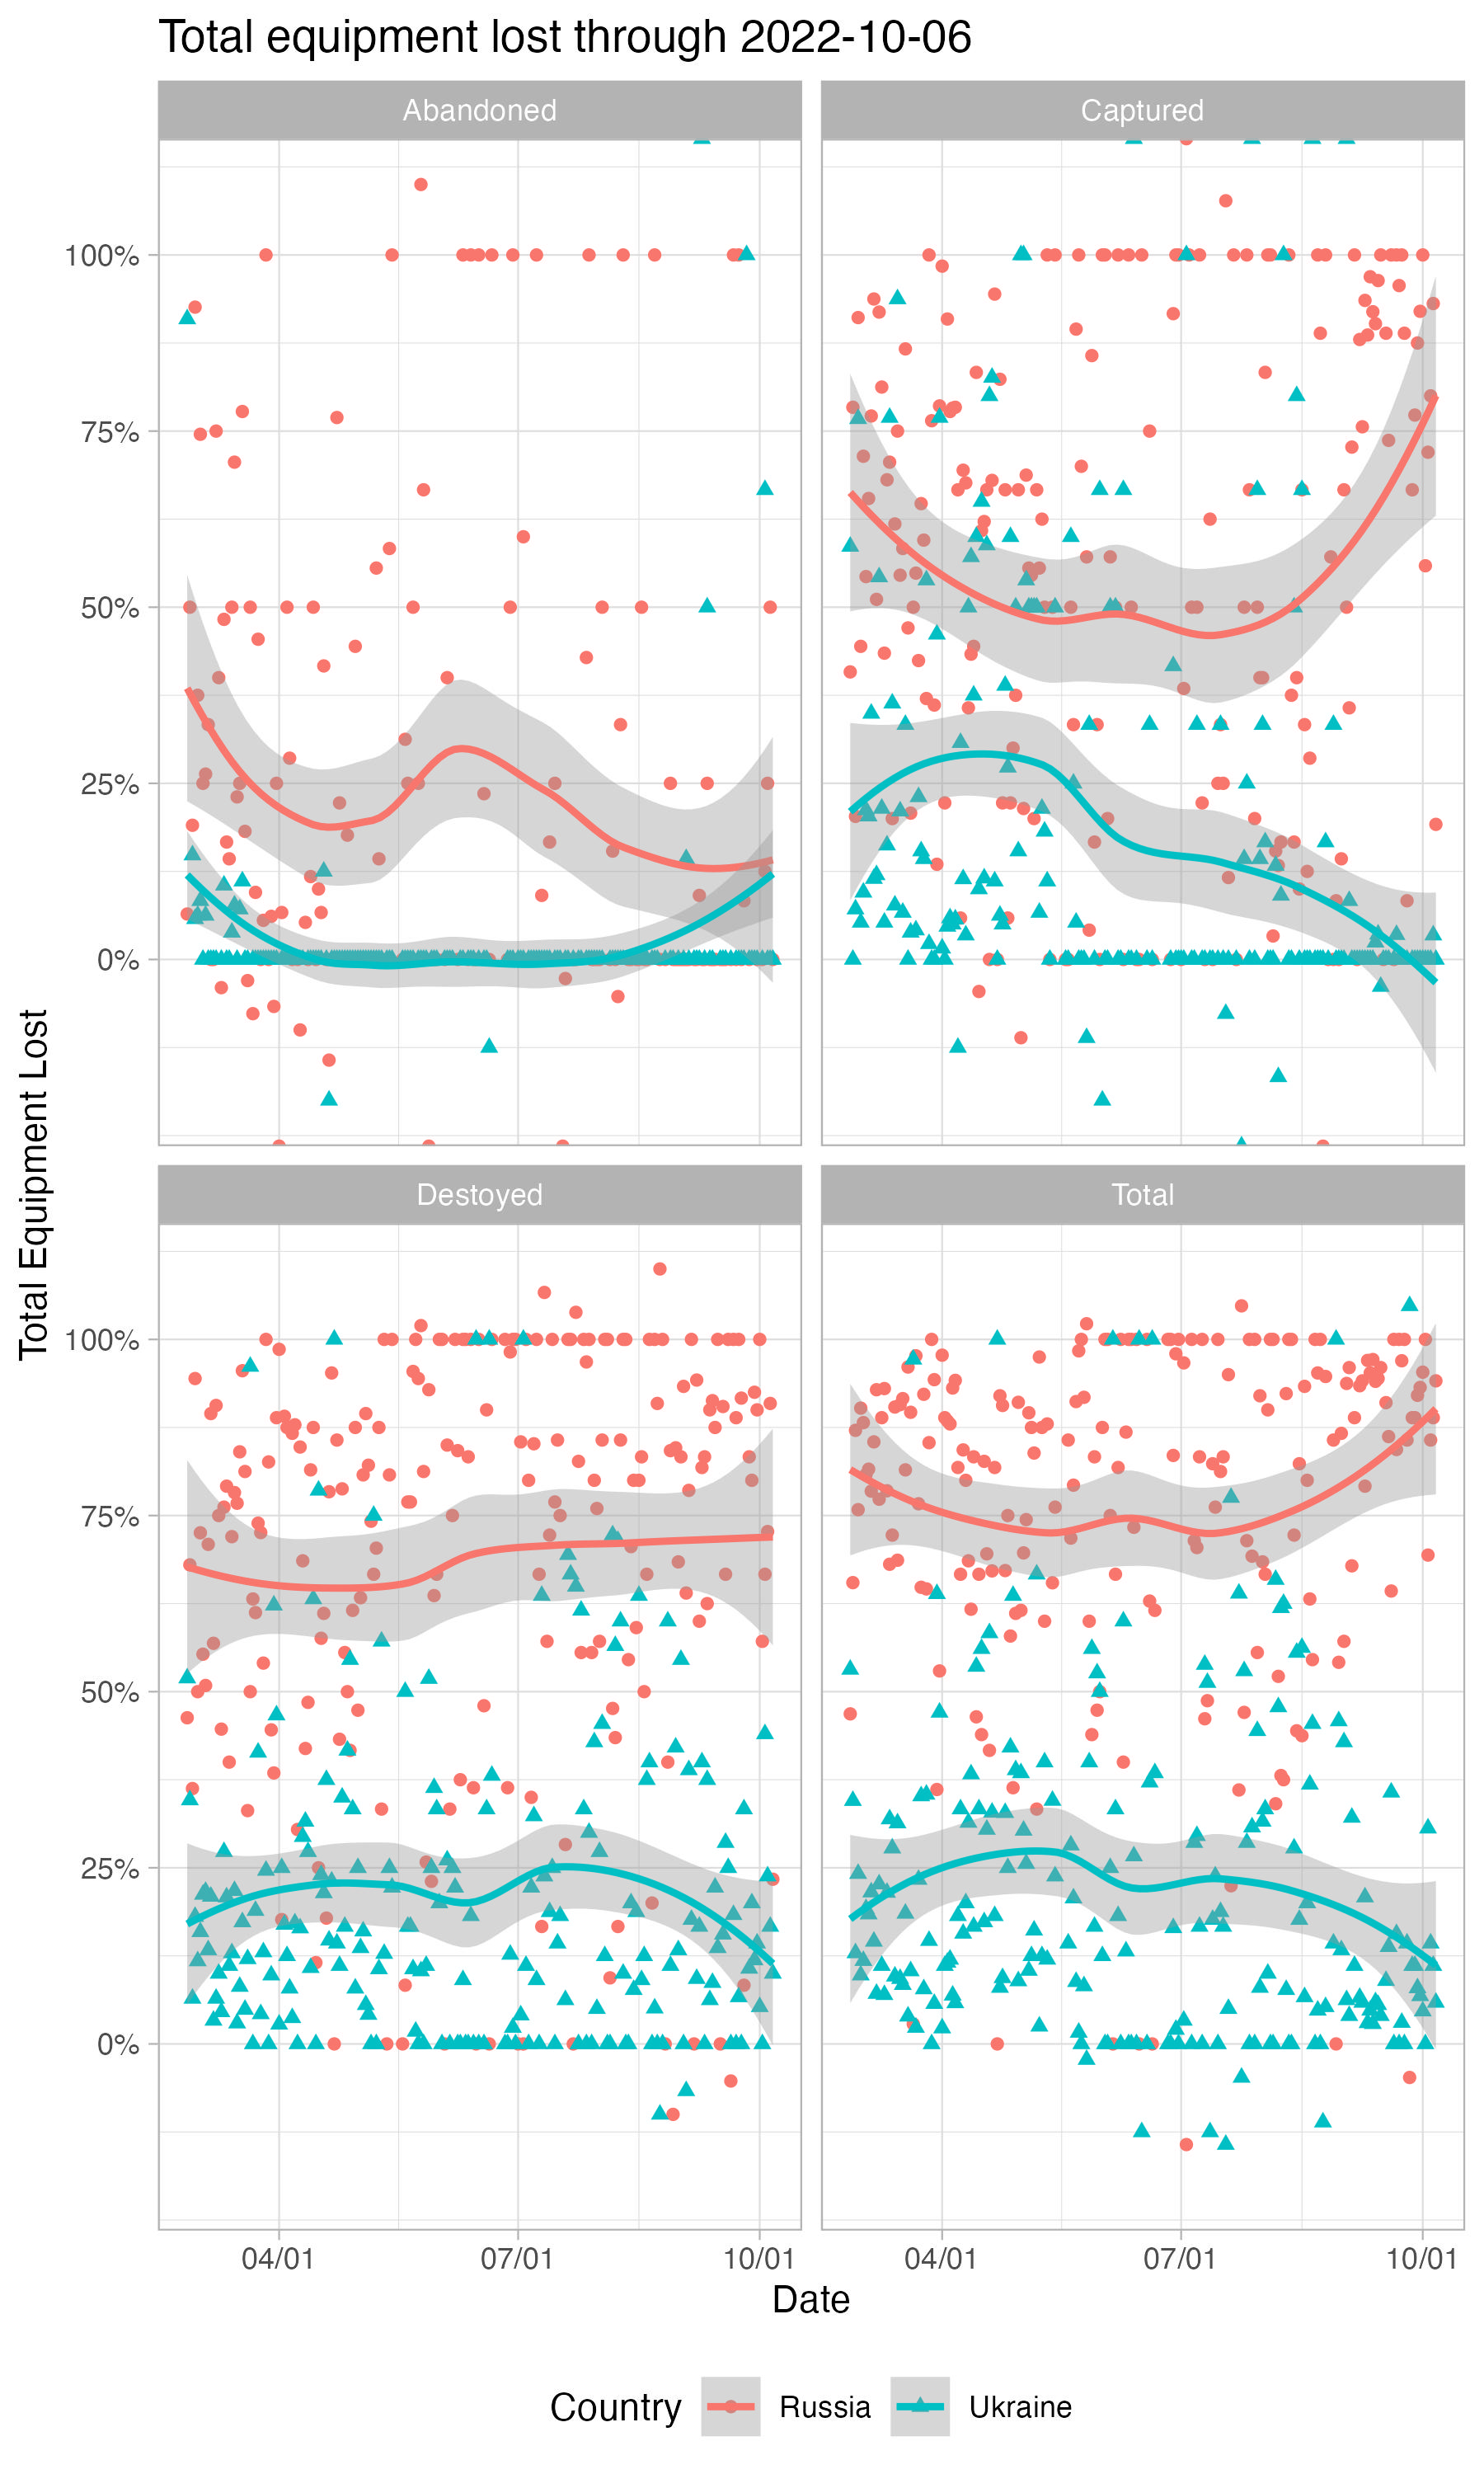 Total equipment lost through 2022-10-06
Abandoned
Captured
100%
75%
50%
25%
0%
Destoyed
Total
100%
75%
50%
25%
0%
Total Equipment Lost
04/01
07/01
10/01
04/01
07/01
10/01
Date
Country
Russia
Ukraine